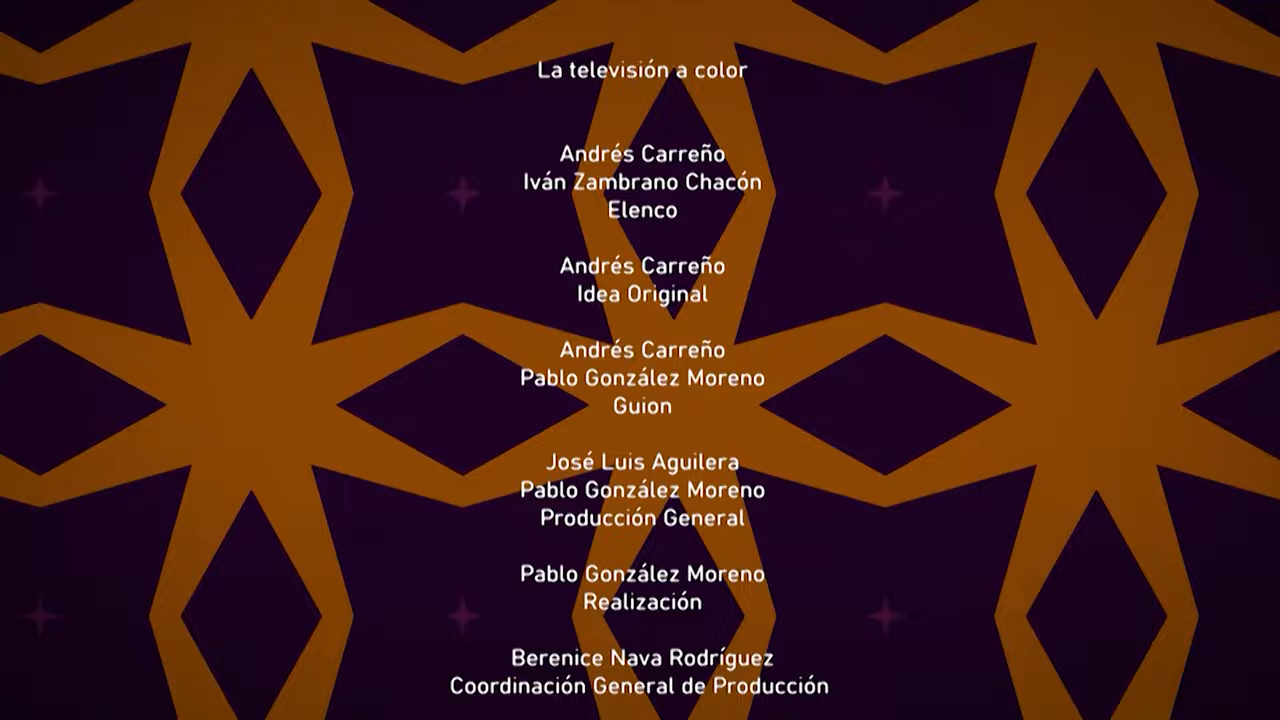 La televisión a color
Andrés Carreño
Iván Zambrano Chacón
Elenco
Andrés Carreño
Idea Original
Andrés Carreño
Pablo González Moreno
Guion
José Luis Aguilera
Pablo González Moreno
Producción General
Pablo González Moreno
Realización
Berenice Nava Rodríguez
Coordinación General de Producción